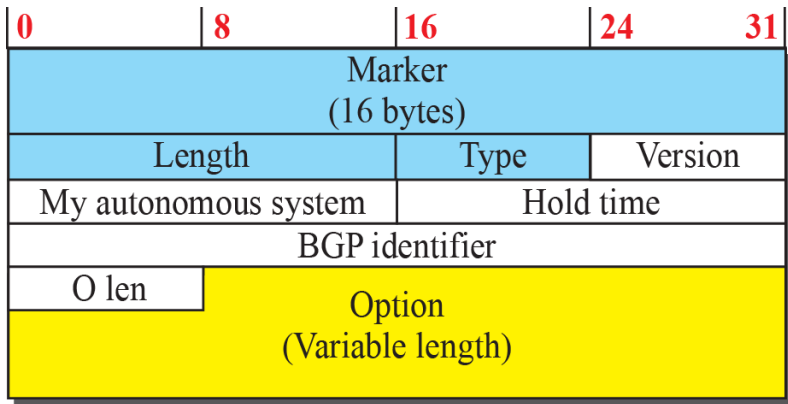 0 8 16 24 31
Marker
(16 bytes)
Length Type Version
My autonomous system Hold time
BGP identifier
O len
Option
(Variable length)